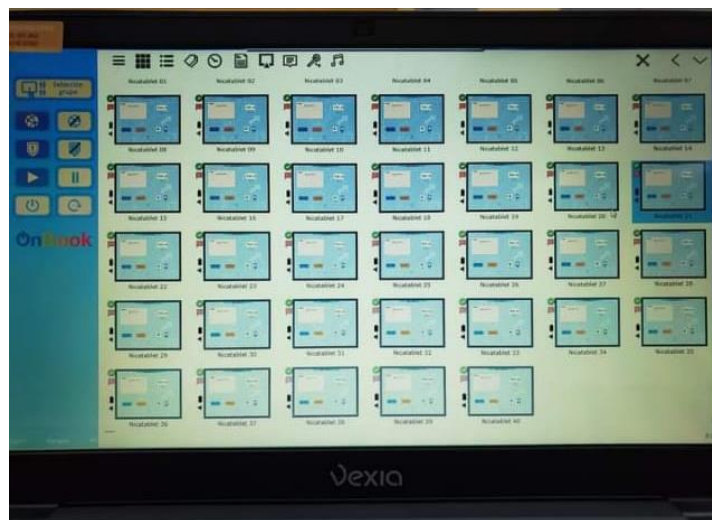 Selección
grupo
Nicatablet 01 Nicatablet 02 Nicatablet 03 Nicatablet 04 Nicatablet 05 Nicatablet 06 Nicatablet 07
Nicatablet 08 Nicatablet 09 Nicatablet 10 Nicatablet 11 Nicatablet 12 Nicatablet 13 Nicatablet 14
Nicatablet 15 Nicatablet 16 Nicatablet 17 Nicatablet 18 Nicatablet 19 Nicatablet 20 Nicatablet 21
OnBook
Nicatablet 22 Nicatablet 23 Nicatablet 24 Nicatablet 25 Nicatablet 26 Nicatablet 27 Nicatablet 28
Nicatablet 29 Nicatablet 30 Nicatablet 31 Nicatablet 32 Nicatablet 33 Nicatablet 34 Nicatablet 35
Nicatablet 36 Nicatablet 37 Nicatablet 38 Nicatablet 39 Nicatablet 40
Vexia